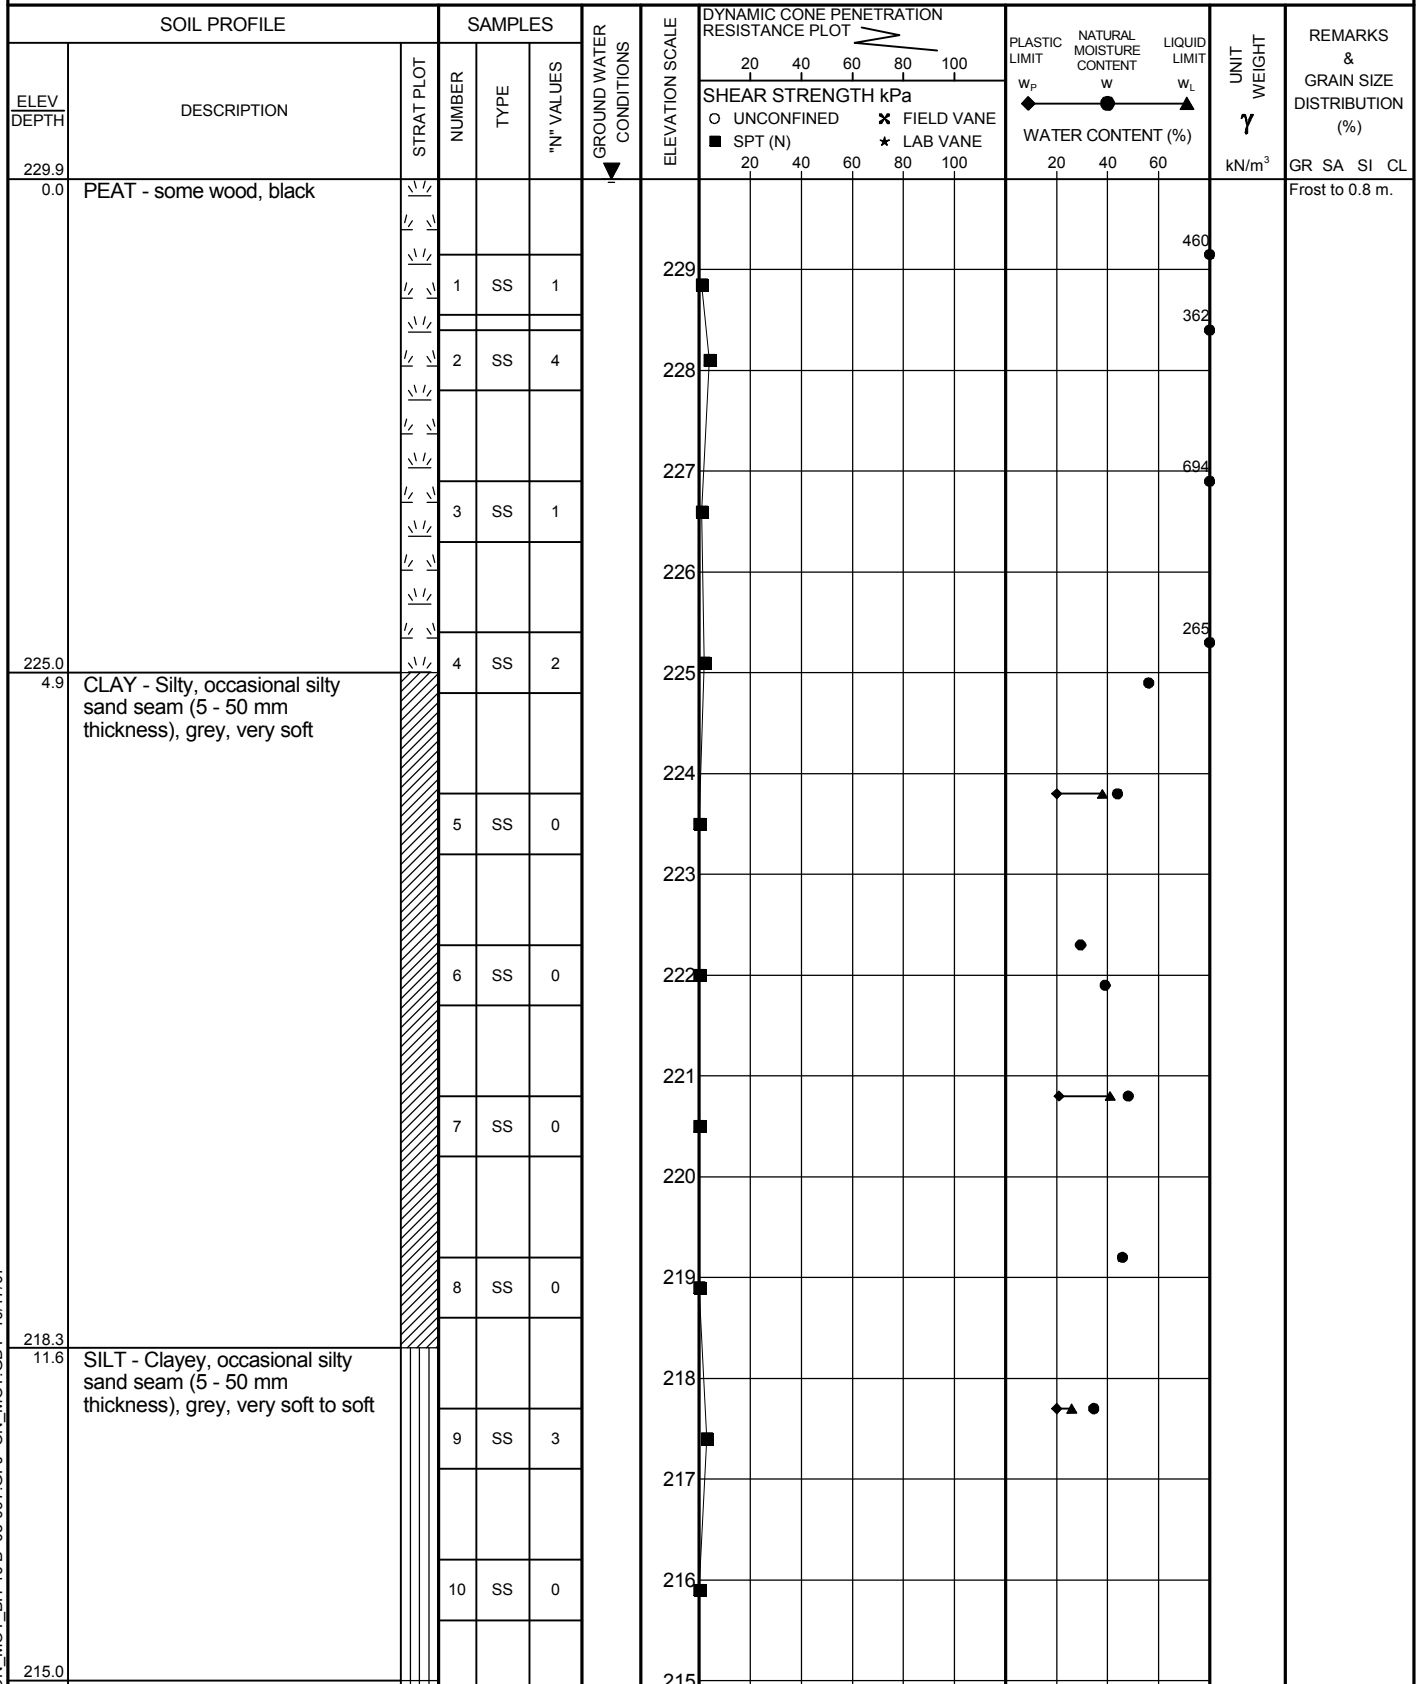 SOIL PROFILE
SAMPLES
GROUND WATER
CONDITIONS
ELEVATION SCALE
DYNAMIC CONE PENETRATION
RESISTANCE PLOT
20 40 60 80 100
SHEAR STRENGTH kPa
○ UNCONFINED ✖ FIELD VANE
■ SPT (N) ★ LAB VANE
20 40 60 80 100
PLASTIC
LIMIT
NATURAL
MOISTURE
CONTENT
LIQUID
LIMIT
WP W WL
WATER CONTENT (%)
20 40 60
UNIT
WEIGHT
γ
kN/m³
REMARKS
&
GRAIN SIZE
DISTRIBUTION
(%)
GR SA SI CL
ELEV
DEPTH
DESCRIPTION
STRAT PLOT
NUMBER
TYPE
"N" VALUES
229.9
0.0 PEAT - some wood, black
Frost to 0.8 m.
460
229
1 SS 1
362
2 SS 4
228
227
694
3 SS 1
226
265
4 SS 2
225.0
225
4.9 CLAY - Silty, occasional silty
sand seam (5 - 50 mm
thickness), grey, very soft
224
5 SS 0
223
6 SS 0
222
221
7 SS 0
220
219
8 SS 0
218.3
11.6 SILT - Clayey, occasional silty
sand seam (5 - 50 mm
thickness), grey, very soft to soft
218
9 SS 3
217
216
10 SS 0
215.0
215